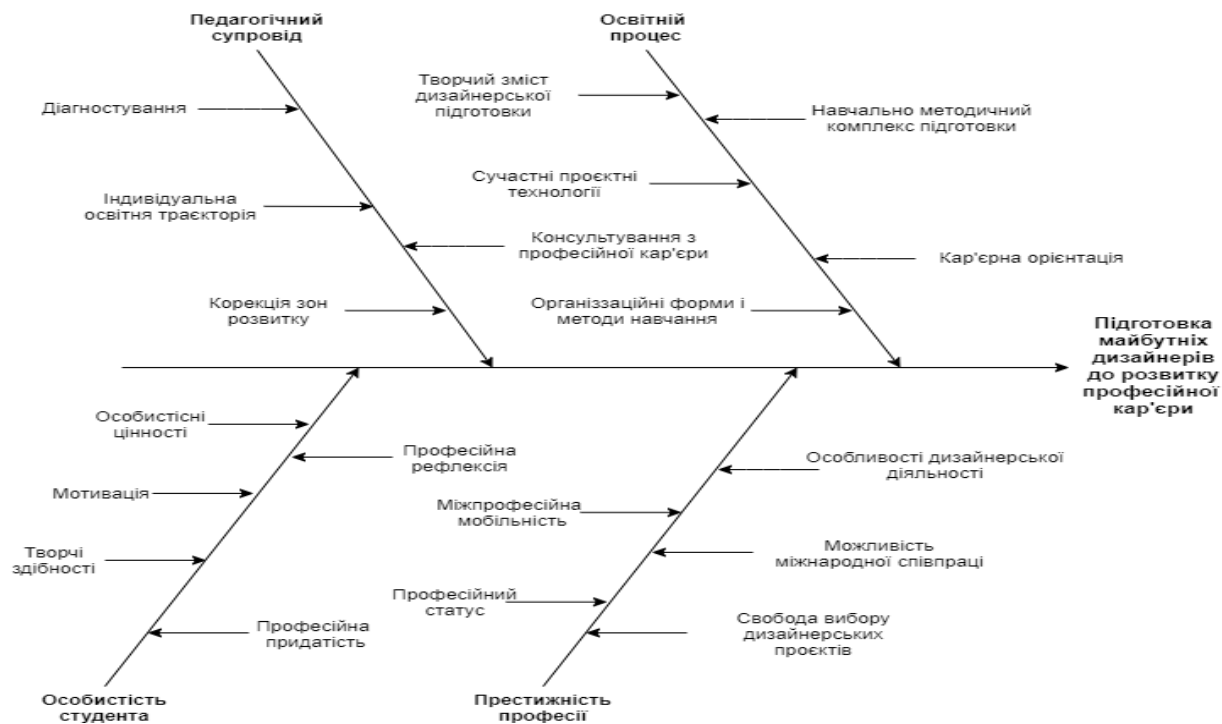 Педагогічний
супровід
Освітній
процес
Діагностування
Творчий зміст
дизайнерської
підготовки
Навчально методичний
комплекс підготовки
Індивідуальна
освітня траєкторія
Сучастні проєктні
технології
Консультування з
професійної кар'єри
Кар'єрна орієнтація
Корекція зон
розвитку
Організзаційні форми і
методи навчання
Підготовка
майбутніх
дизайнерів
до розвитку
професійної
кар'єри
Особистісні
цінності
Професійна
рефлексія
Мотивація
Творчі
здібності
Професійна
придатість
Особистість
студента
Особливості дизайнерської
діяльності
Міжпрофесійна
мобільність
Можливість
міжнародної співпраці
Професійний
статус
Свобода вибору
дизайнерських
проєктів
Престижність
професії